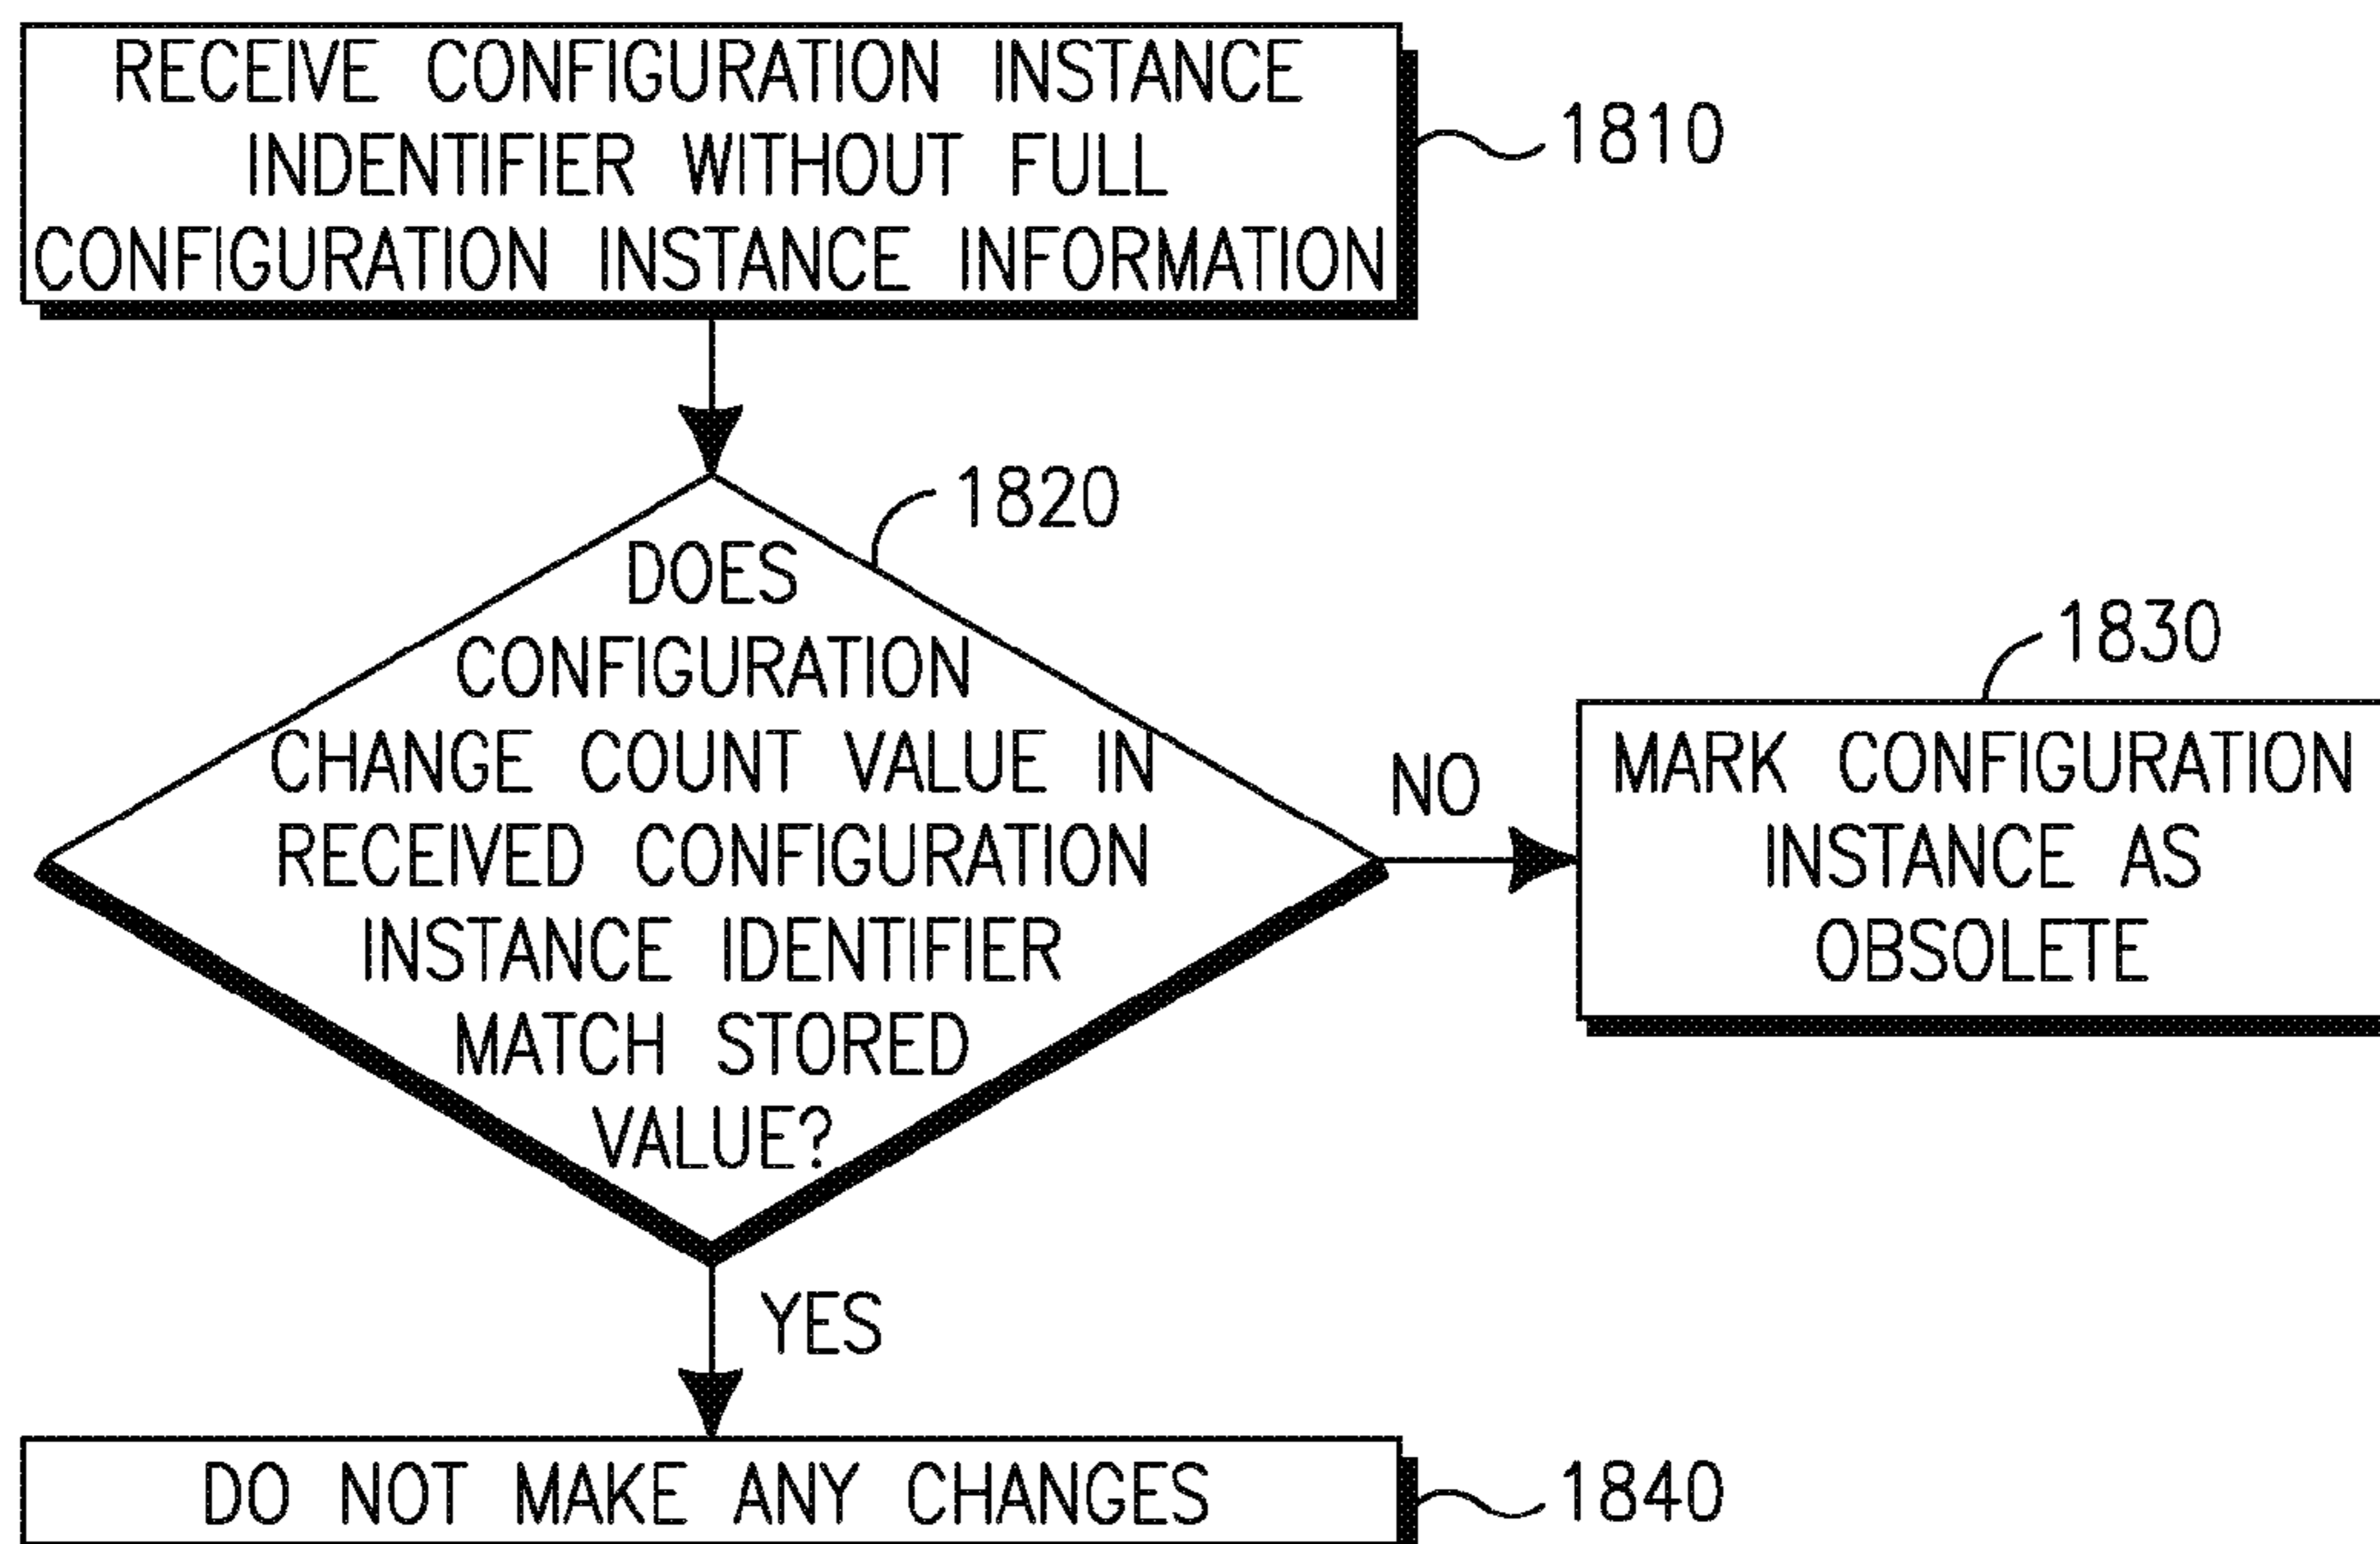 RECEIVE CONFIGURATION INSTANCE
INDENTIFIER WITHOUT FULL
CONFIGURATION INSTANCE INFORMATION
1810
1820
DOES
CONFIGURATION
CHANGE COUNT VALUE IN
RECEIVED CONFIGURATION
INSTANCE IDENTIFIER
MATCH STORED
VALUE?
NO
1830
MARK CONFIGURATION
INSTANCE AS
OBSOLETE
YES
DO NOT MAKE ANY CHANGES
1840